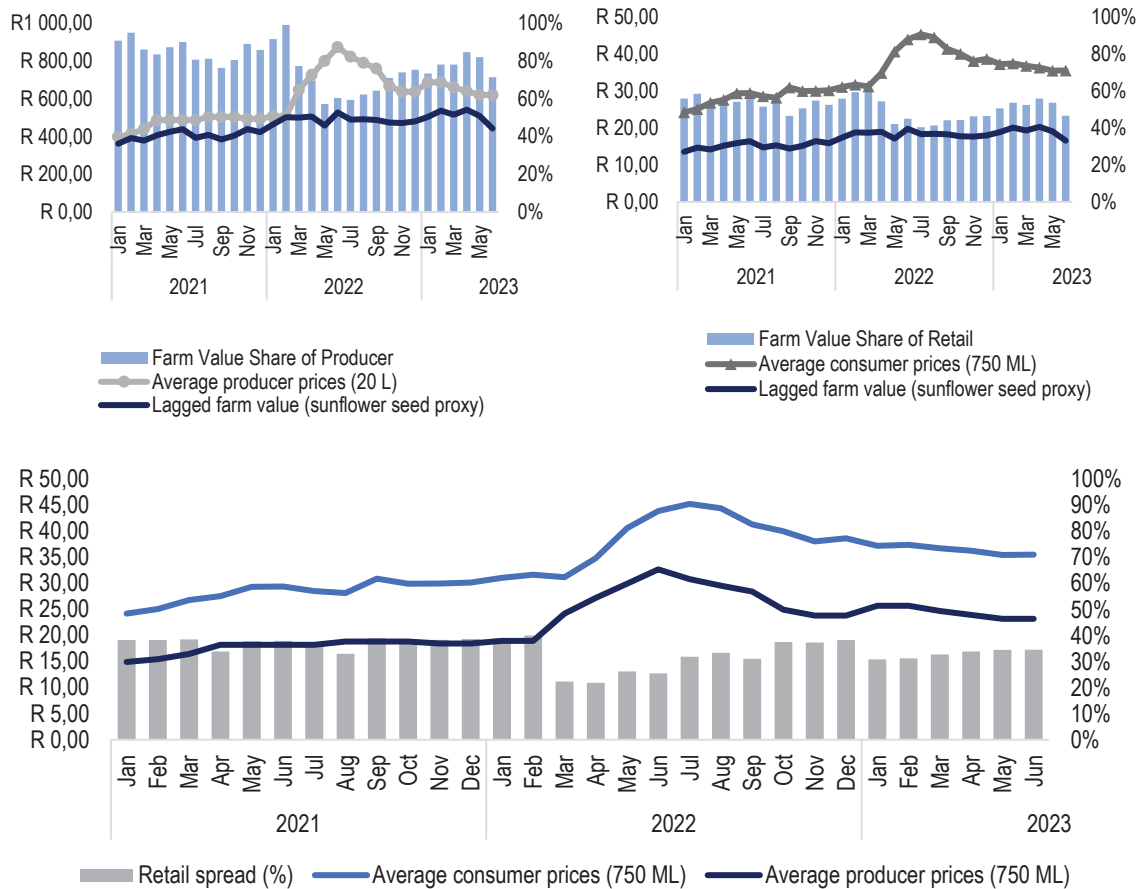 R1 000,00
R 800,00
R 600,00
R 400,00
R 200,00
R 0,00
100%
80%
60%
40%
20%
0%
Jan Mar May Jul Sep Nov Jan Mar May Jul Sep Nov Jan Mar May
2021 2022 2023
Farm Value Share of Producer
Average producer prices (20 L)
Lagged farm value (sunflower seed proxy)
R 50,00
R 40,00
R 30,00
R 20,00
R 10,00
R 0,00
100%
80%
60%
40%
20%
0%
Jan Mar May Jul Sep Nov Jan Mar May Jul Sep Nov Jan Mar May
2021 2022 2023
Farm Value Share of Retail
Average consumer prices (750 ML)
Lagged farm value (sunflower seed proxy)
R 50,00
R 45,00
R 40,00
R 35,00
R 30,00
R 25,00
R 20,00
R 15,00
R 10,00
R 5,00
R 0,00
100%
90%
80%
70%
60%
50%
40%
30%
20%
10%
0%
Jan Feb Mar Apr May Jun Jul Aug Sep Oct Nov Dec Jan Feb Mar Apr May Jun Jul Aug Sep Oct Nov Dec Jan Feb Mar Apr May Jun
2021 2022 2023
Retail spread (%) Average consumer prices (750 ML) Average producer prices (750 ML)